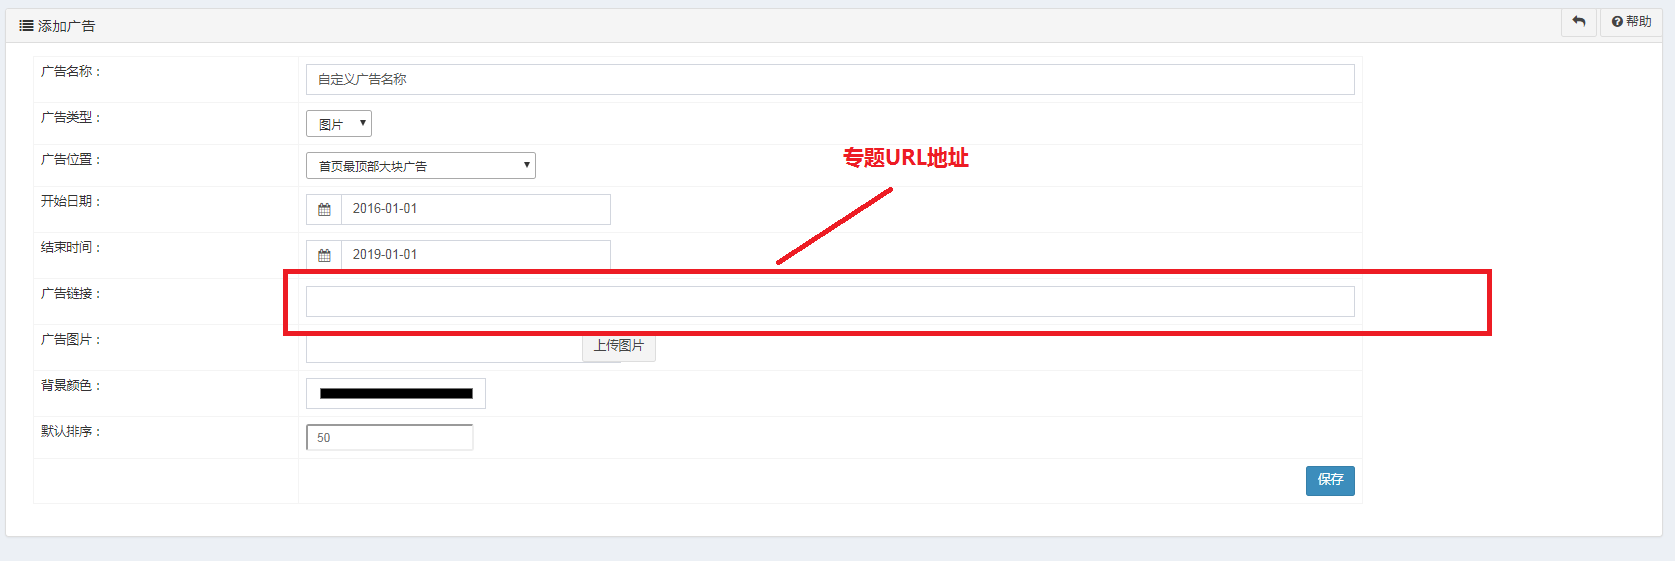 添加广告
帮助
广告名称：
自定义广告名称
广告类型：
图片
广告位置：
首页最顶部大块广告
专题URL地址
开始日期：
2016-01-01
结束时间：
2019-01-01
广告链接：
广告图片：
上传图片
背景颜色：
默认排序：
50
保存